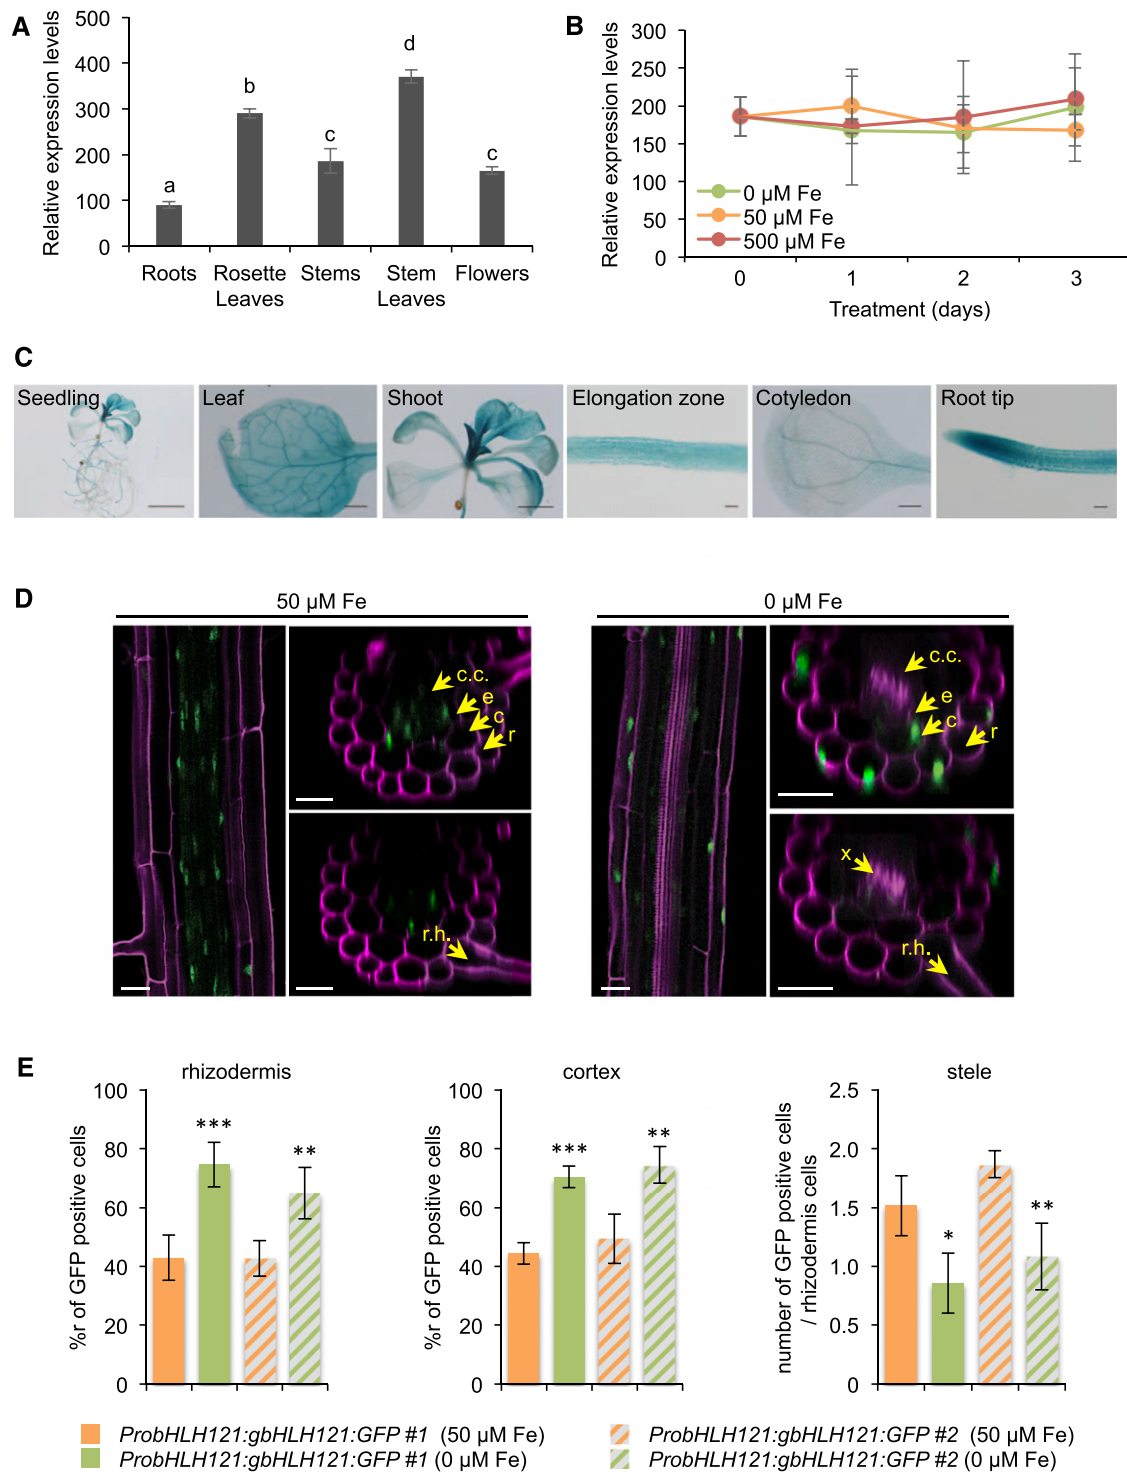 A
Relative expression levels
500
400
300
200
100
0
a
b
c
d
c
Roots
Rosette Leaves
Stems
Stem Leaves
Flowers
B
Relative expression levels
300
250
200
150
100
50
0
0 µM Fe
50 µM Fe
500 µM Fe
0
1
2
3
Treatment (days)
C
Seedling
Leaf
Shoot
Elongation zone
Cotyledon
Root tip
D
50 µM Fe
0 µM Fe
c.c.
e
c
r
r.h.
c.c.
e
c
r
x
r.h.
E
rhizodermis
%r of GFP positive cells
100
80
60
40
20
0
***
**
cortex
%r of GFP positive cells
100
80
60
40
20
0
***
**
stele
number of GFP positive cells
/ rhizodermis cells
2.5
2.0
1.5
1.0
0.5
0
*
**
ProbHLH121:gbHLH121:GFP #1 (50 µM Fe)
ProbHLH121:gbHLH121:GFP #1 (0 µM Fe)
ProbHLH121:gbHLH121:GFP #2 (50 µM Fe)
ProbHLH121:gbHLH121:GFP #2 (0 µM Fe)